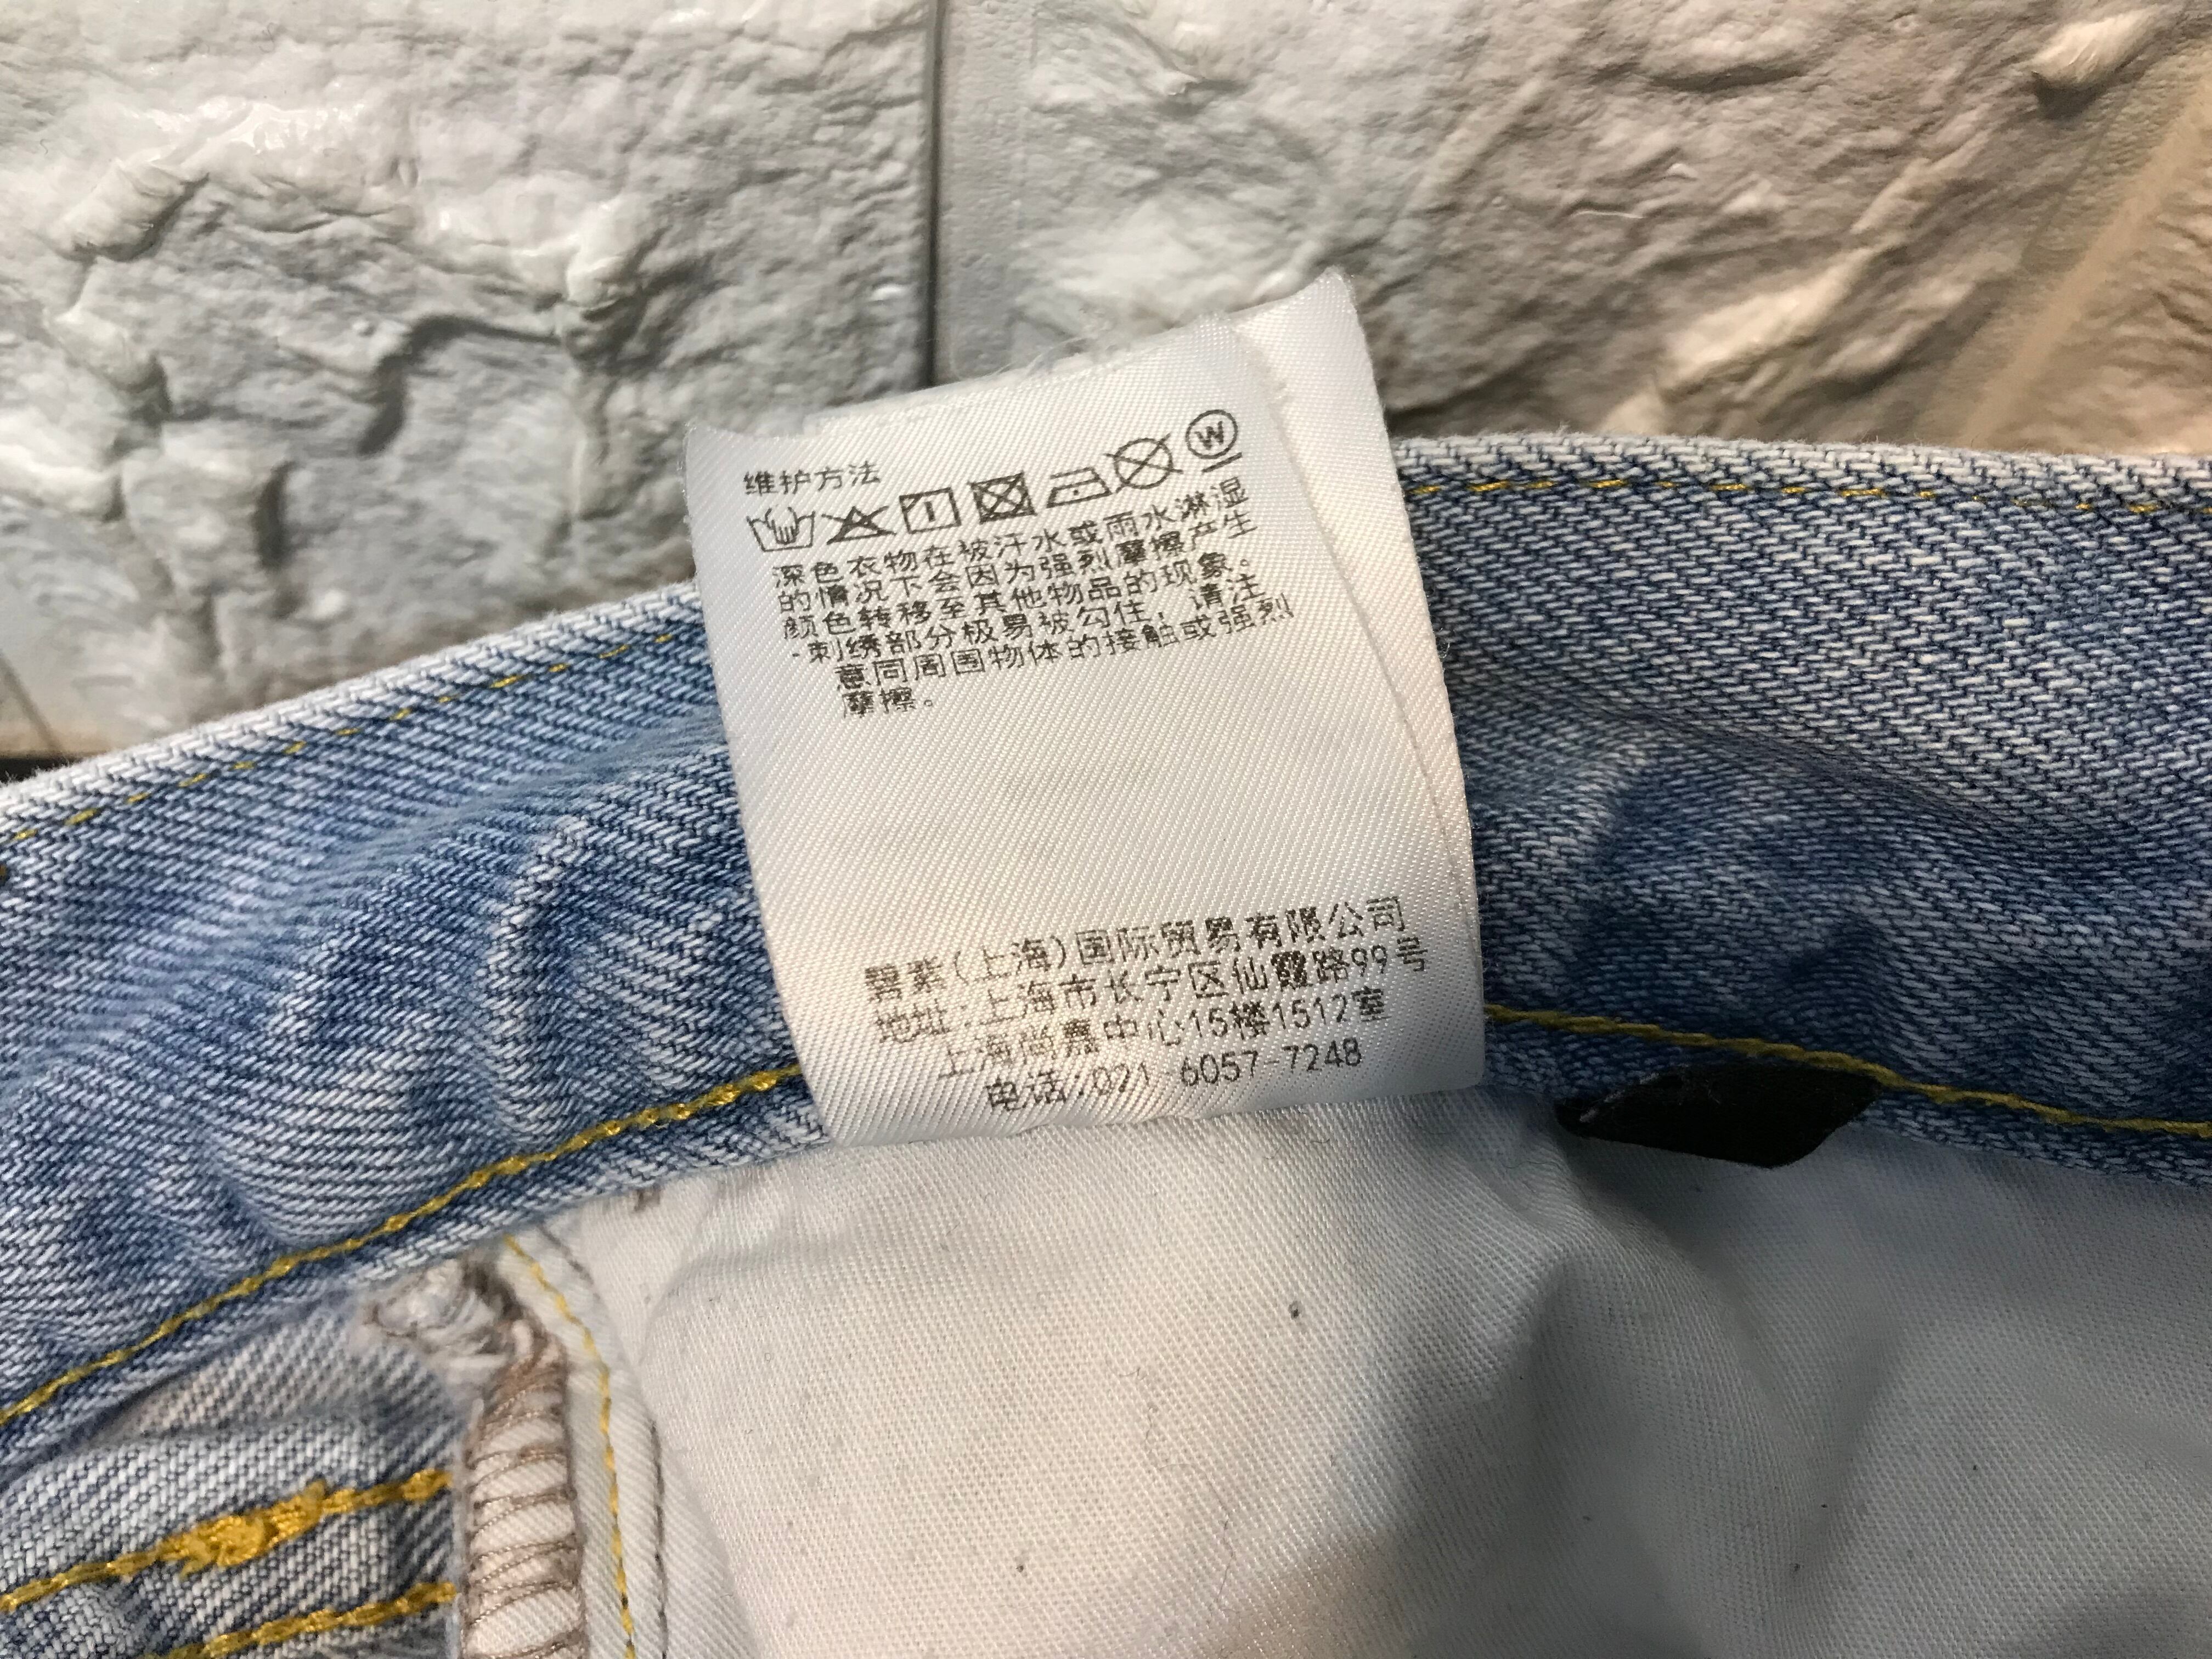 维护方法
W
深色衣物在被汗水或雨水淋湿
的情况下会因为强烈摩擦产生
颜色转移至其他物品的现象。
-刺绣部分极易被勾住，请注
意同周围物体的接触或强烈
摩擦。
碧紫(上海)国际贸易有限公司
地址:上海市长宁区仙霞路99号
上海尚嘉中心15楼1512室
电话:021 6057-7248